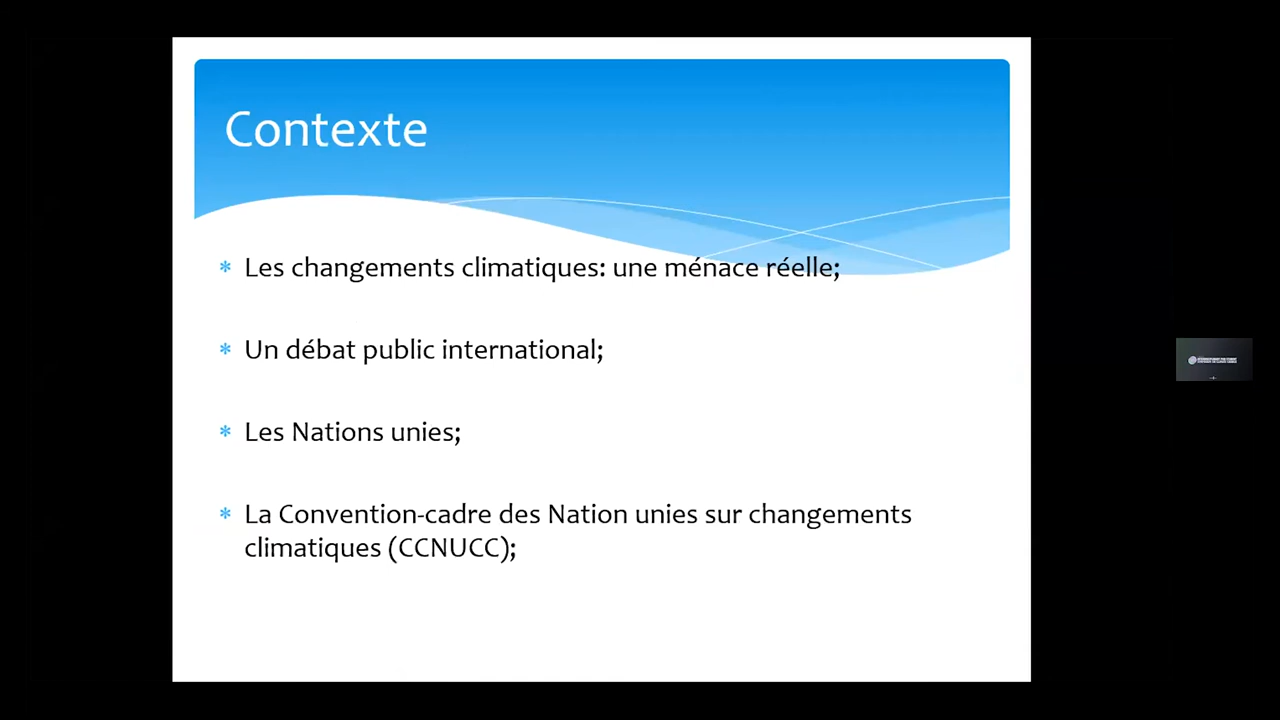 Contexte
* Les changements climatiques: une ménace réelle;
* Un débat public international;
* Les Nations unies;
* La Convention-cadre des Nation unies sur changements
climatiques (CCNUCC);